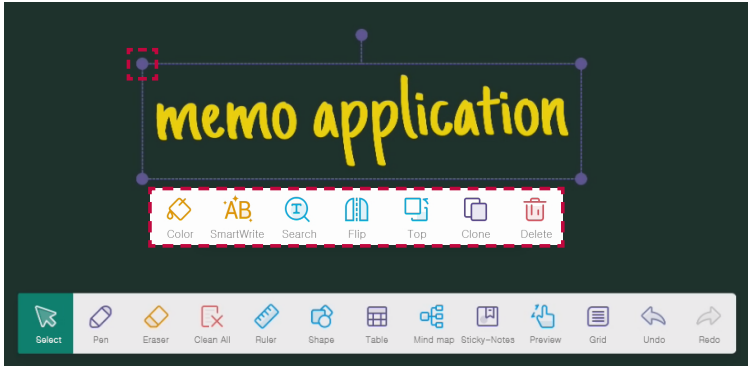 memo application
Color SmartWrite Search Flip Top Clone Delete
Select Pen Eraser Clean All Ruler Shape Table Mind map Sticky-Notes Preview Grid Undo Redo